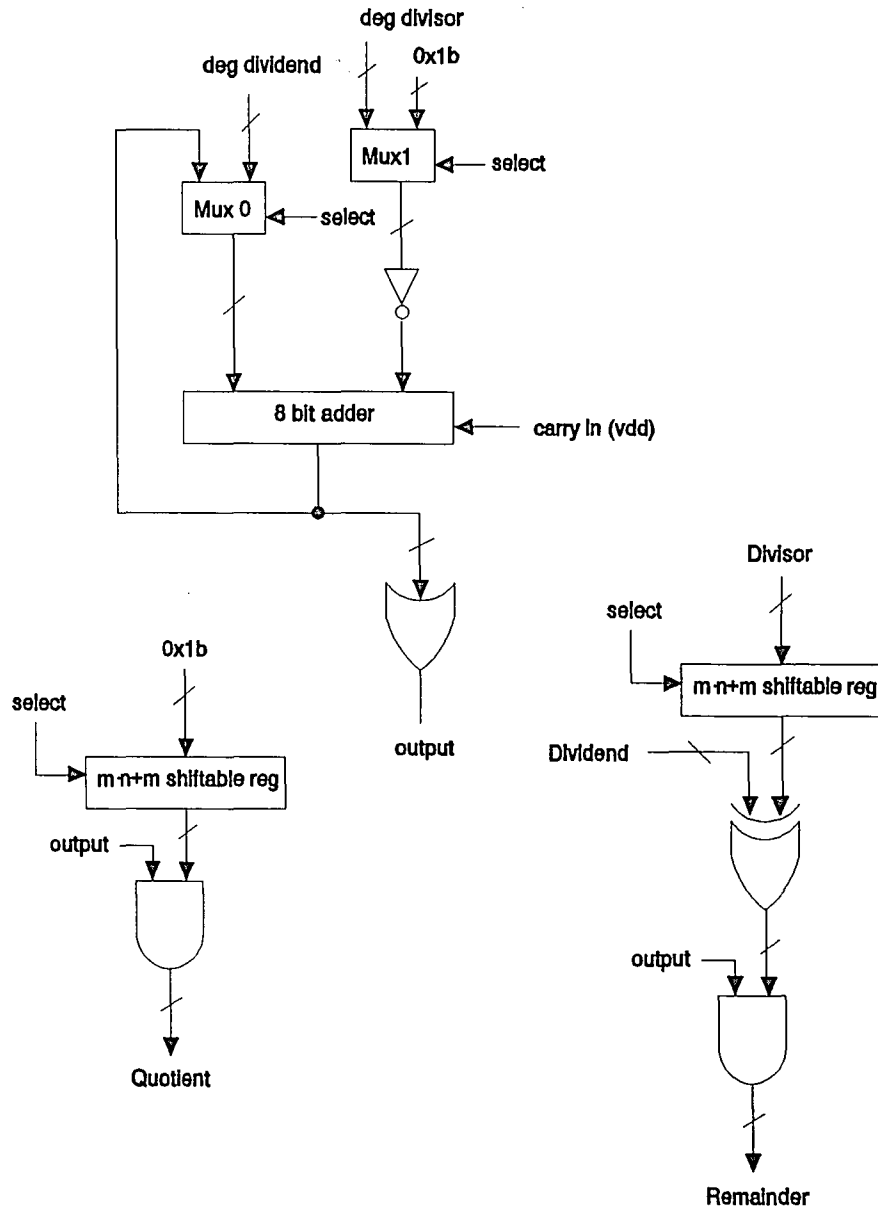 deg divisor
deg dividend
0x1b
Mux1
select
Mux 0
select
8 bit adder
carry in (vdd)
Divisor
select
0x1b
m·n+m shiftable reg
select
output
Dividend
m·n+m shiftable reg
output
output
Quotient
Remainder